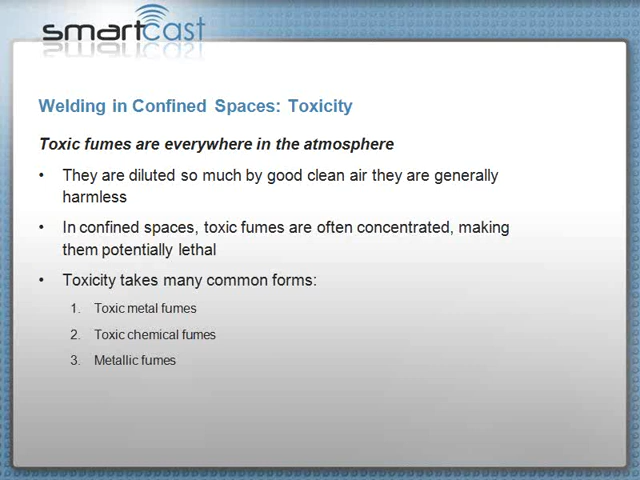 smartcast
Welding in Confined Spaces: Toxicity
Toxic fumes are everywhere in the atmosphere
• They are diluted so much by good clean air they are generally
harmless
• In confined spaces, toxic fumes are often concentrated, making
them potentially lethal
• Toxicity takes many common forms:
1. Toxic metal fumes
2. Toxic chemical fumes
3. Metallic fumes